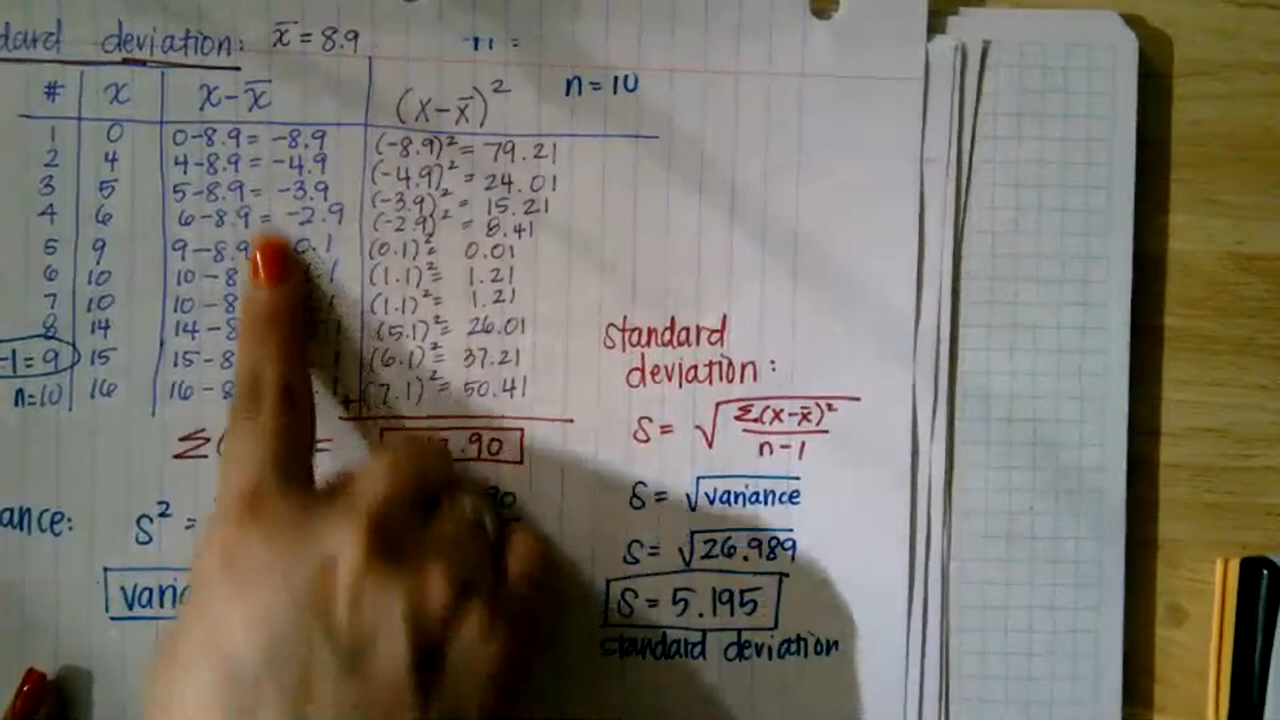 dard deviation: x̄ = 8.9
n = 10
# x x-x̄ (x-x̄)²
1 0 0-8.9= -8.9 (-8.9)² = 79.21
2 4 4-8.9= -4.9 (-4.9)² = 24.01
3 5 5-8.9= -3.9 (-3.9)² = 15.21
4 6 6-8.9= -2.9 (-2.9)² = 8.41
5 9 9-8.9 0.1 (0.1)²= 0.01
6 10 10-8 1 (1.1)²= 1.21
7 10 10-8 (1.1)²= 1.21
8 14 14-8 (5.1)²= 26.01
-1=9 15 15-8 (6.1)²= 37.21
n=10 16 16-8 (7.1)²= 50.41
Σ( = .90
90
ance: S² =
vari
standard
deviation:
S = √Σ(x-x̄)²/n-1
S = √variance
S = √26.989
S = 5.195
standard deviation